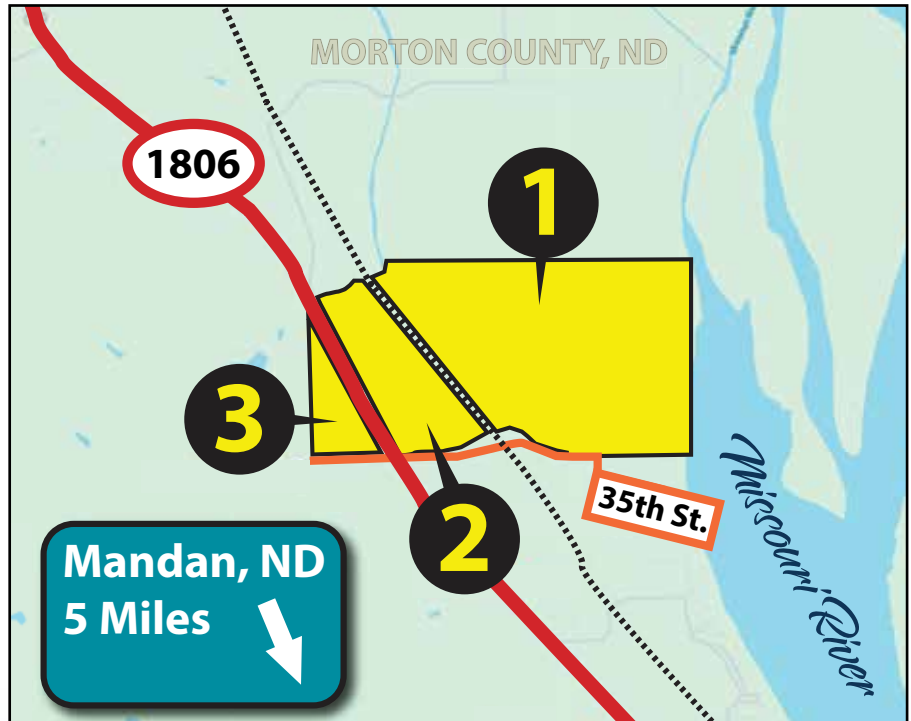 MORTON COUNTY, ND
1806
1
3
2
35th St.
Missouri River
Mandan, ND
5 Miles